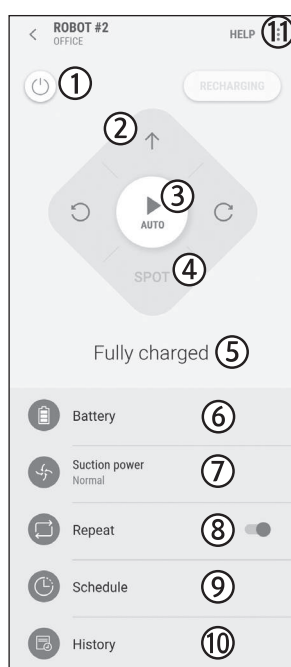 ROBOT #2
OFFICE
HELP 11
1
RECHARGING
2
3
AUTO
SPOT 4
Fully charged 5
Battery 6
Suction power
Normal 7
Repeat 8
Schedule 9
History 10